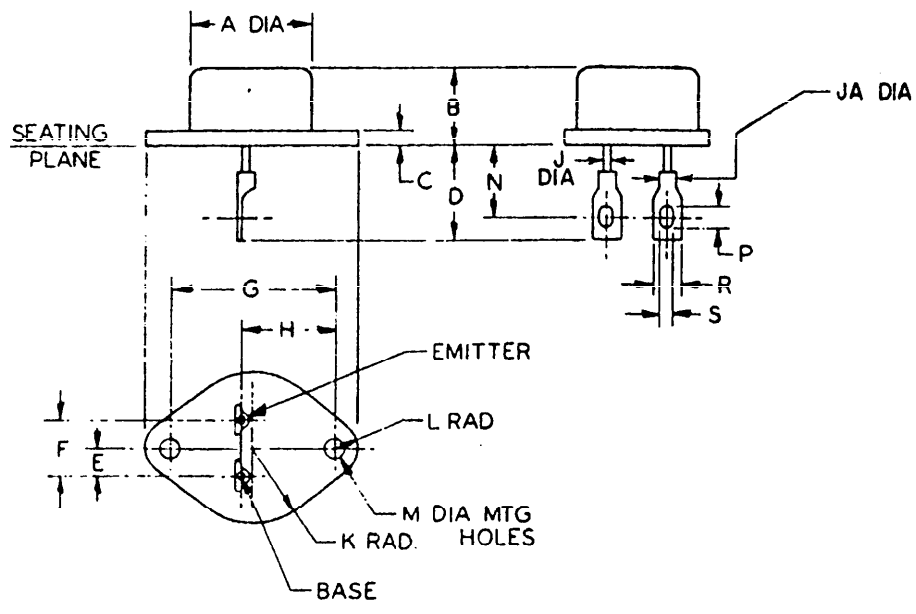 A DIA
B
JA DIA
SEATING
PLANE
C
D
N
J
DIA
P
R
S
G
H
EMITTER
L RAD
F
E
M DIA MTG
HOLES
K RAD.
BASE